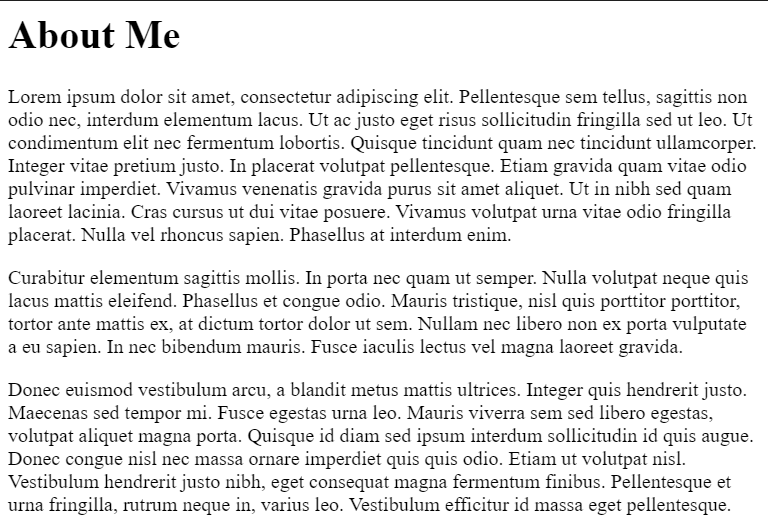 About Me
Lorem ipsum dolor sit amet, consectetur adipiscing elit. Pellentesque sem tellus, sagittis non
odio nec, interdum elementum lacus. Ut ac justo eget risus sollicitudin fringilla sed ut leo. Ut
condimentum elit nec fermentum lobortis. Quisque tincidunt quam nec tincidunt ullamcorper.
Integer vitae pretium justo. In placerat volutpat pellentesque. Etiam gravida quam vitae odio
pulvinar imperdiet. Vivamus venenatis gravida purus sit amet aliquet. Ut in nibh sed quam
laoreet lacinia. Cras cursus ut dui vitae posuere. Vivamus volutpat urna vitae odio fringilla
placerat. Nulla vel rhoncus sapien. Phasellus at interdum enim.
Curabitur elementum sagittis mollis. In porta nec quam ut semper. Nulla volutpat neque quis
lacus mattis eleifend. Phasellus et congue odio. Mauris tristique, nisl quis porttitor porttitor,
tortor ante mattis ex, at dictum tortor dolor ut sem. Nullam nec libero non ex porta vulputate
a eu sapien. In nec bibendum mauris. Fusce iaculis lectus vel magna laoreet gravida.
Donec euismod vestibulum arcu, a blandit metus mattis ultrices. Integer quis hendrerit justo.
Maecenas sed tempor mi. Fusce egestas urna leo. Mauris viverra sem sed libero egestas,
volutpat aliquet magna porta. Quisque id diam sed ipsum interdum sollicitudin id quis augue.
Donec congue nisl nec massa ornare imperdiet quis quis odio. Etiam ut volutpat nisl.
Vestibulum hendrerit justo nibh, eget consequat magna fermentum finibus. Pellentesque et
urna fringilla, rutrum neque in, varius leo. Vestibulum efficitur id massa eget pellentesque.